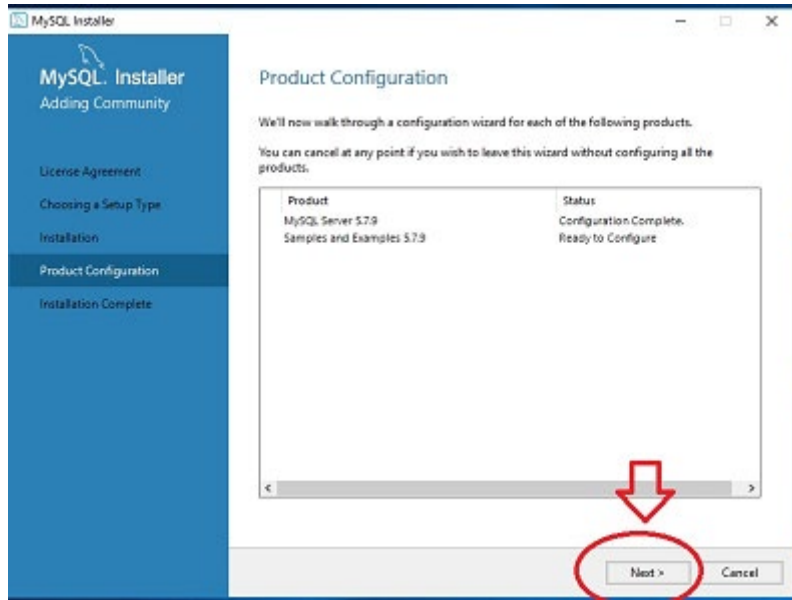 MySQL Installer
MySQL. Installer
Adding Community
License Agreement
Choosing a Setup Type
Installation
Product Configuration
Installation Complete
Product Configuration
We'll now walk through a configuration wizard for each of the following products.
You can cancel at any point if you wish to leave this wizard without configuring all the
products.
Product Status
MySQL Server 5.7.9 Configuration Complete.
Samples and Examples 5.7.9 Ready to Configure
Next > Cancel